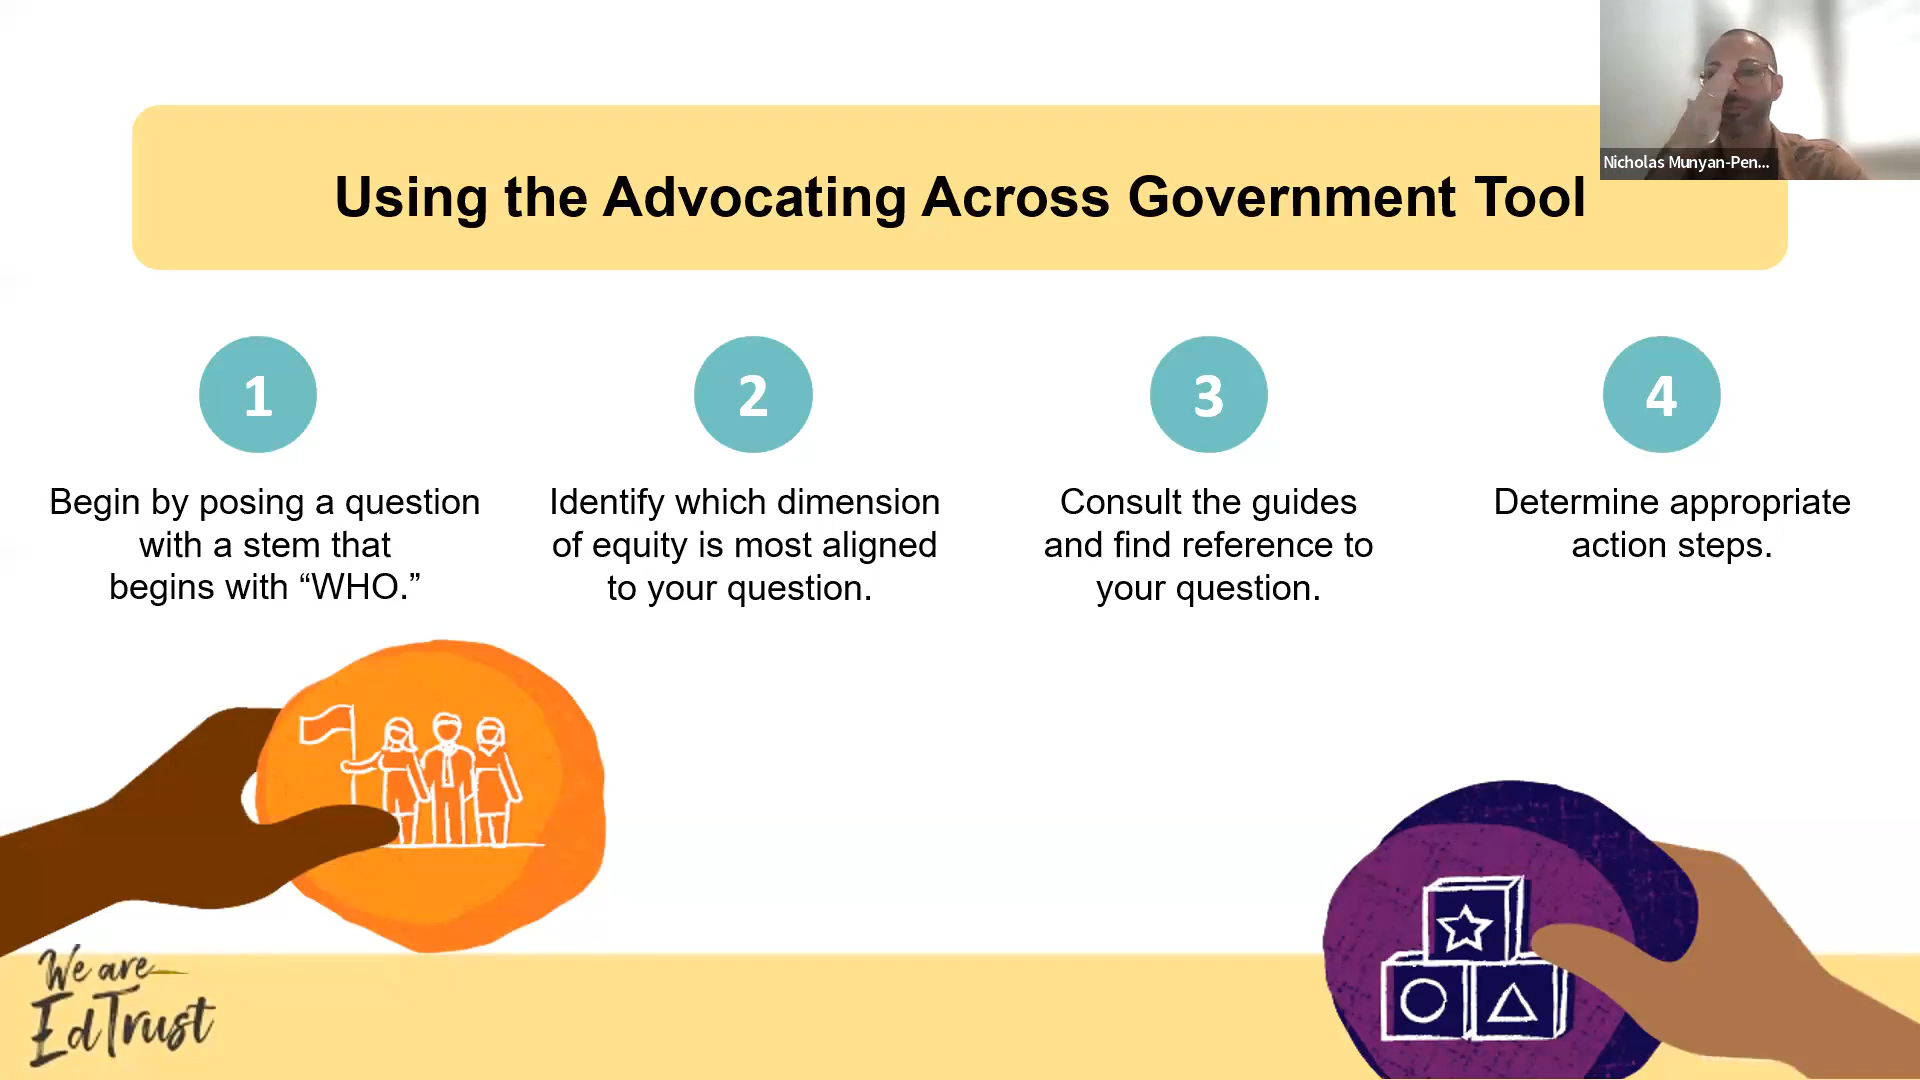 Nicholas Munyan-Pen...
Using the Advocating Across Government Tool
1
Begin by posing a question
with a stem that
begins with “WHO.”
2
Identify which dimension
of equity is most aligned
to your question.
3
Consult the guides
and find reference to
your question.
4
Determine appropriate
action steps.
We are
EdTrust